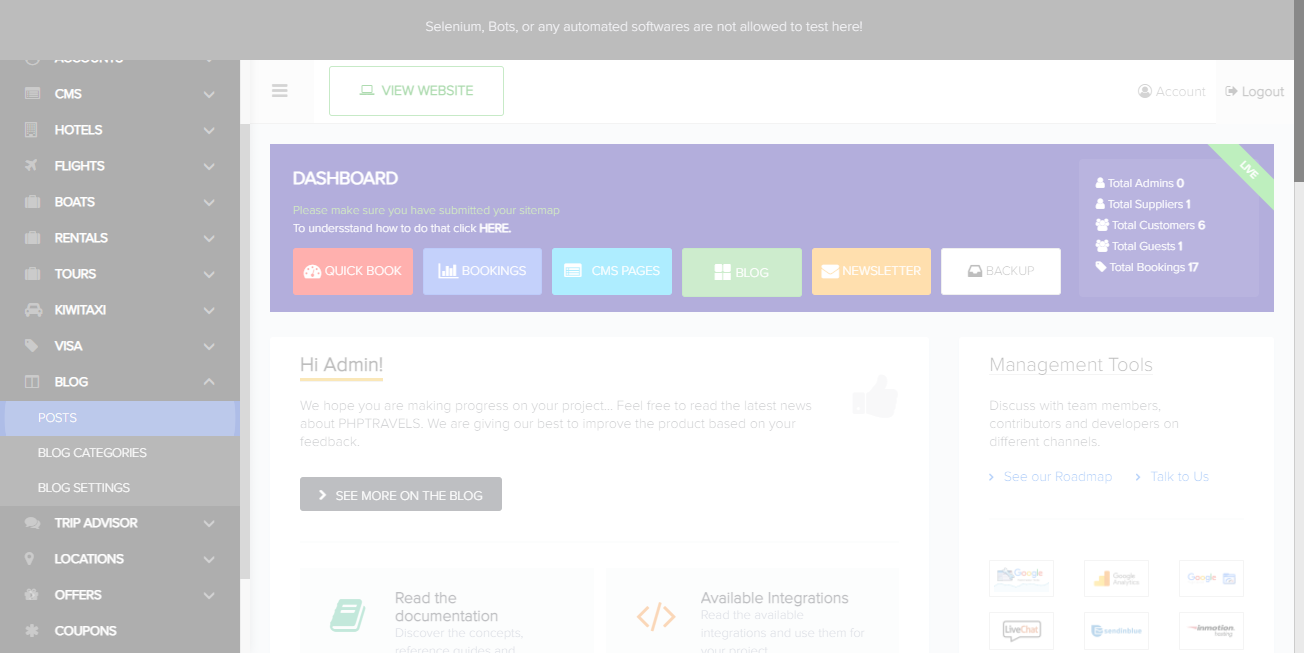 Selenium, Bots, or any automated softwares are not allowed to test here!
ACCOUNTS
CMS
HOTELS
FLIGHTS
BOATS
RENTALS
TOURS
KIWITAXI
VISA
BLOG
POSTS
BLOG CATEGORIES
BLOG SETTINGS
TRIP ADVISOR
LOCATIONS
OFFERS
COUPONS
VIEW WEBSITE
Account
Logout
DASHBOARD
Please make sure you have submitted your sitemap
To undersstand how to do that click HERE.
QUICK BOOK
BOOKINGS
CMS PAGES
BLOG
NEWSLETTER
BACKUP
Total Admins 0
Total Suppliers 1
Total Customers 6
Total Guests 1
Total Bookings 17
LIVE
Hi Admin!
We hope you are making progress on your project... Feel free to read the latest news
about PHPTRAVELS. We are giving our best to improve the product based on your
feedback.
SEE MORE ON THE BLOG
Read the
documentation
Discover the concepts,
reference guides and
Available Integrations
Read the available
integrations and use them for
your project
Management Tools
Discuss with team members,
contributors and developers on
different channels.
See our Roadmap
Talk to Us
Google
Google
Analytics
Google
LiveChat
sendinblue
inmotion
hosting